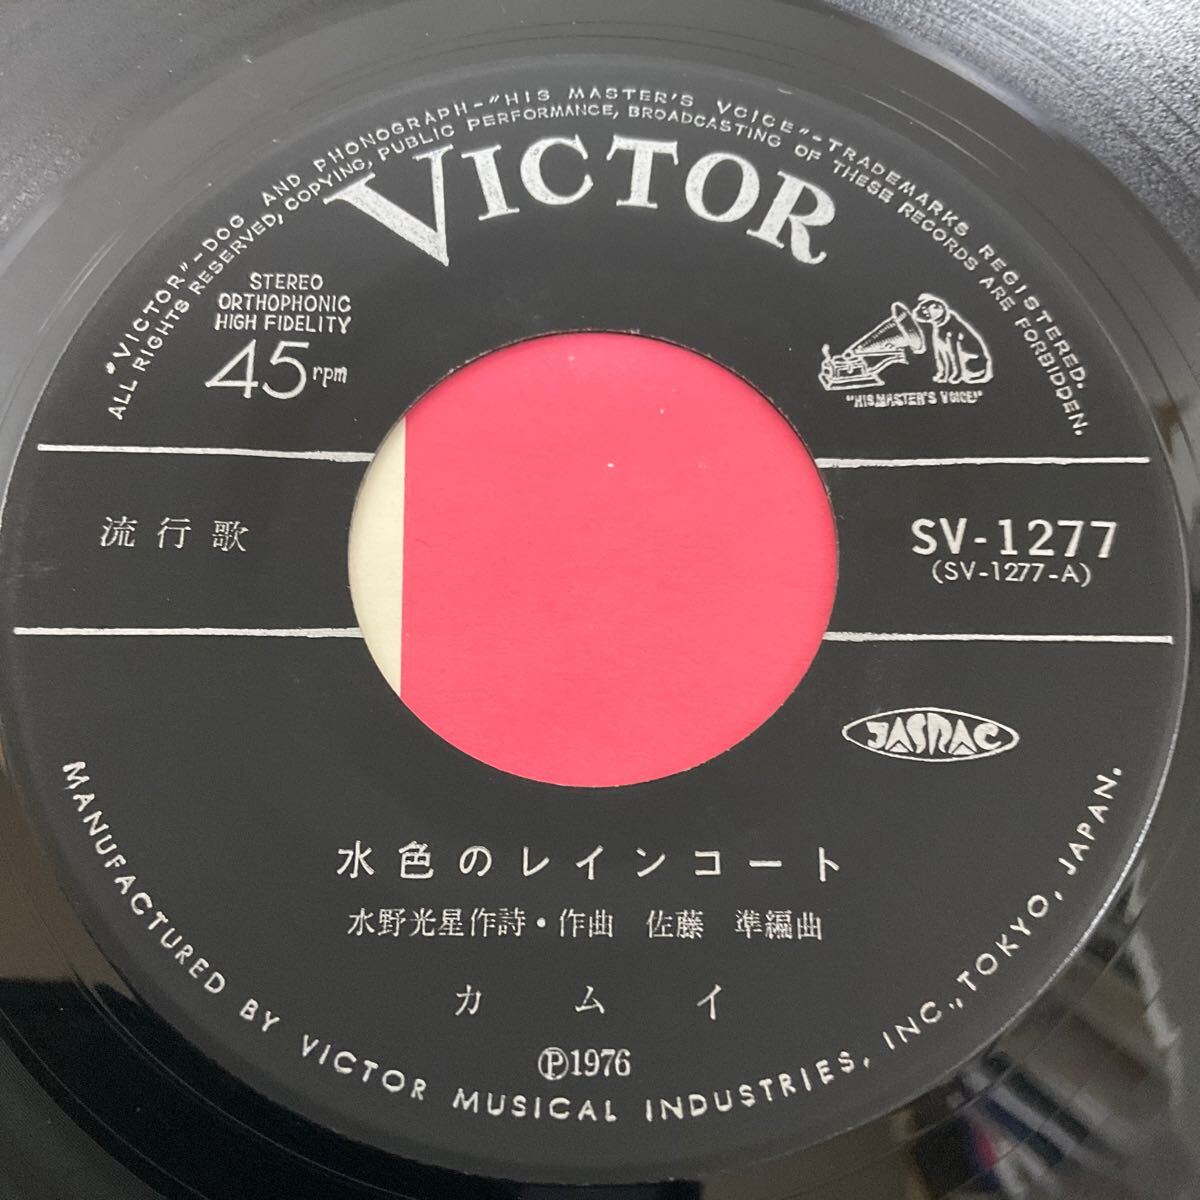 "VICTOR"-DOG AND PHONOGRAPH-"HIS MASTER'S VOICE"-TRADEMARKS REGISTERED.
ALL RIGHTS RESERVED, COPYING, PUBLIC PERFORMANCE, BROADCASTING OF THESE RECORDS ARE FORBIDDEN.
VICTOR
STEREO
ORTHOPHONIC
HIGH FIDELITY
45 rpm
"HIS MASTER'S VOICE"
流行歌
SV-1277
(SV-1277-A)
JASRAC
水色のレインコート
水野光星作詩・作曲 佐藤 準編曲
カムイ
Ⓟ1976
MANUFACTURED BY VICTOR MUSICAL INDUSTRIES, INC., TOKYO, JAPAN.